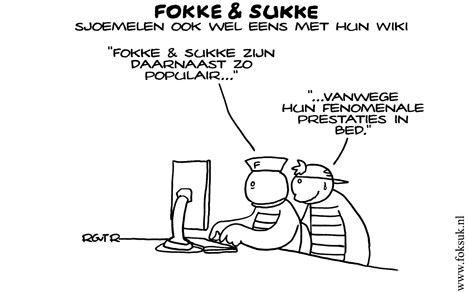 FOKKE & SUKKE
SJOEMELEN OOK WEL EENS MET HUN WIKI
"FOKKE & SUKKE ZIJN
DAARNAAST ZO
POPULAIR..."
"...VANWEGE
HUN FENOMENALE
PRESTATIES IN
BED."
F
RGVTR
www.foksuk.nl